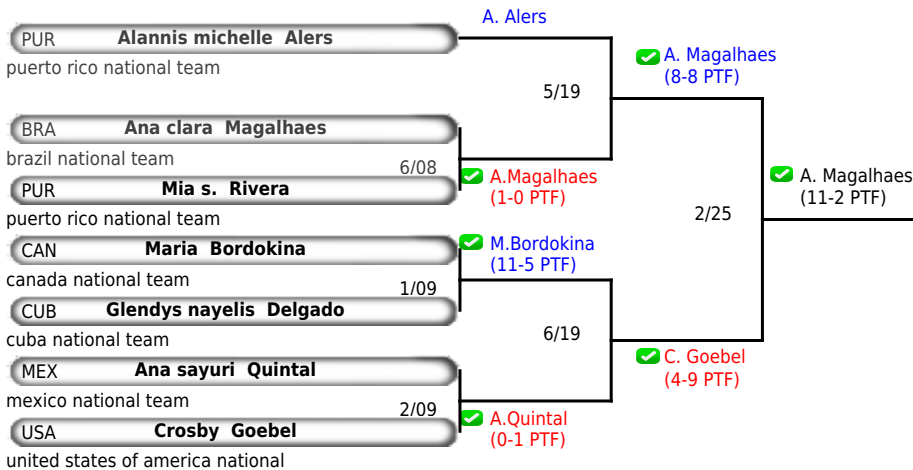 A. Alers
PUR Alannis michelle Alers
puerto rico national team
A. Magalhaes
(8-8 PTF)
5/19
BRA Ana clara Magalhaes
brazil national team
6/08
A.Magalhaes
(1-0 PTF)
PUR Mia s. Rivera
puerto rico national team
A. Magalhaes
(11-2 PTF)
2/25
CAN Maria Bordokina
canada national team
M.Bordokina
(11-5 PTF)
1/09
CUB Glendys nayelis Delgado
cuba national team
6/19
MEX Ana sayuri Quintal
mexico national team
C. Goebel
(4-9 PTF)
2/09
A.Quintal
(0-1 PTF)
USA Crosby Goebel
united states of america national